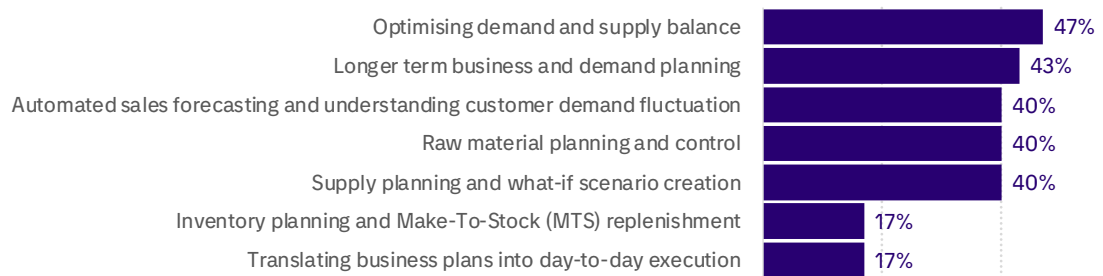 Optimising demand and supply balance 47%
Longer term business and demand planning 43%
Automated sales forecasting and understanding customer demand fluctuation 40%
Raw material planning and control 40%
Supply planning and what-if scenario creation 40%
Inventory planning and Make-To-Stock (MTS) replenishment 17%
Translating business plans into day-to-day execution 17%